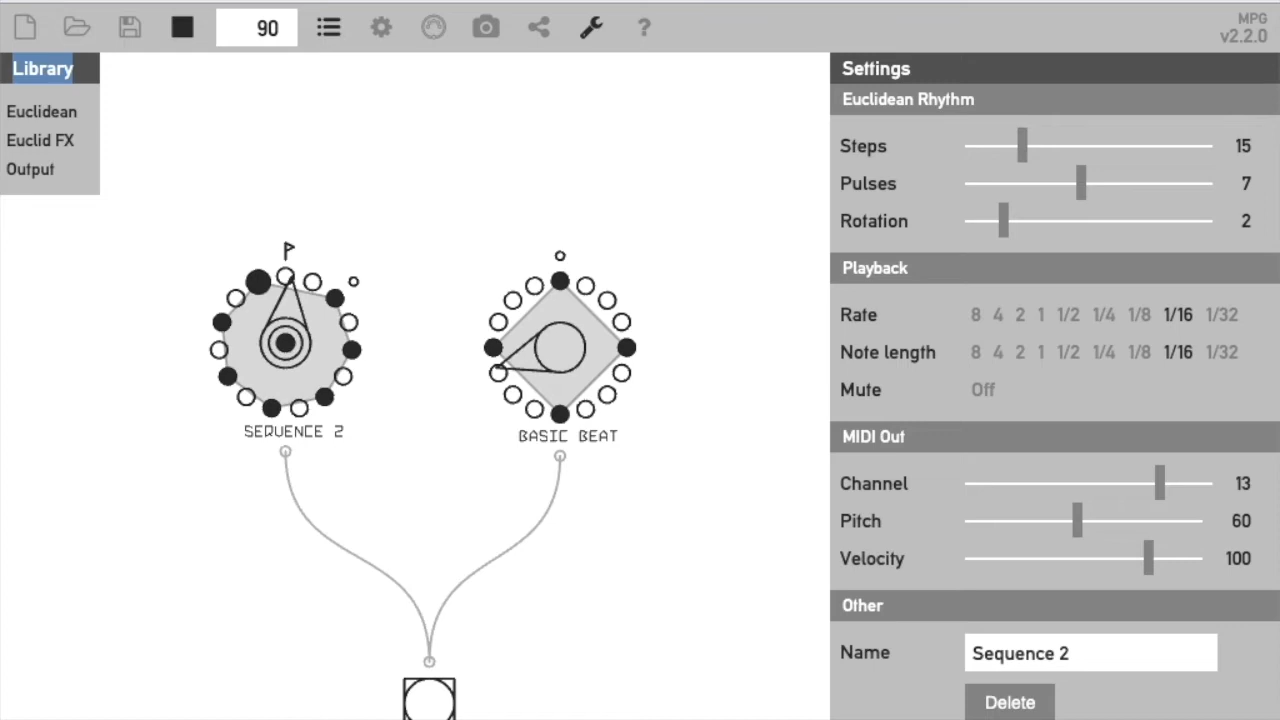 90
?
MPG
v2.2.0
Library
Euclidean
Euclid FX
Output
SEQUENCE 2
BASIC BEAT
Settings
Euclidean Rhythm
Steps 15
Pulses 7
Rotation 2
Playback
Rate 8 4 2 1 1/2 1/4 1/8 1/16 1/32
Note length 8 4 2 1 1/2 1/4 1/8 1/16 1/32
Mute Off
MIDI Out
Channel 13
Pitch 60
Velocity 100
Other
Name Sequence 2
Delete